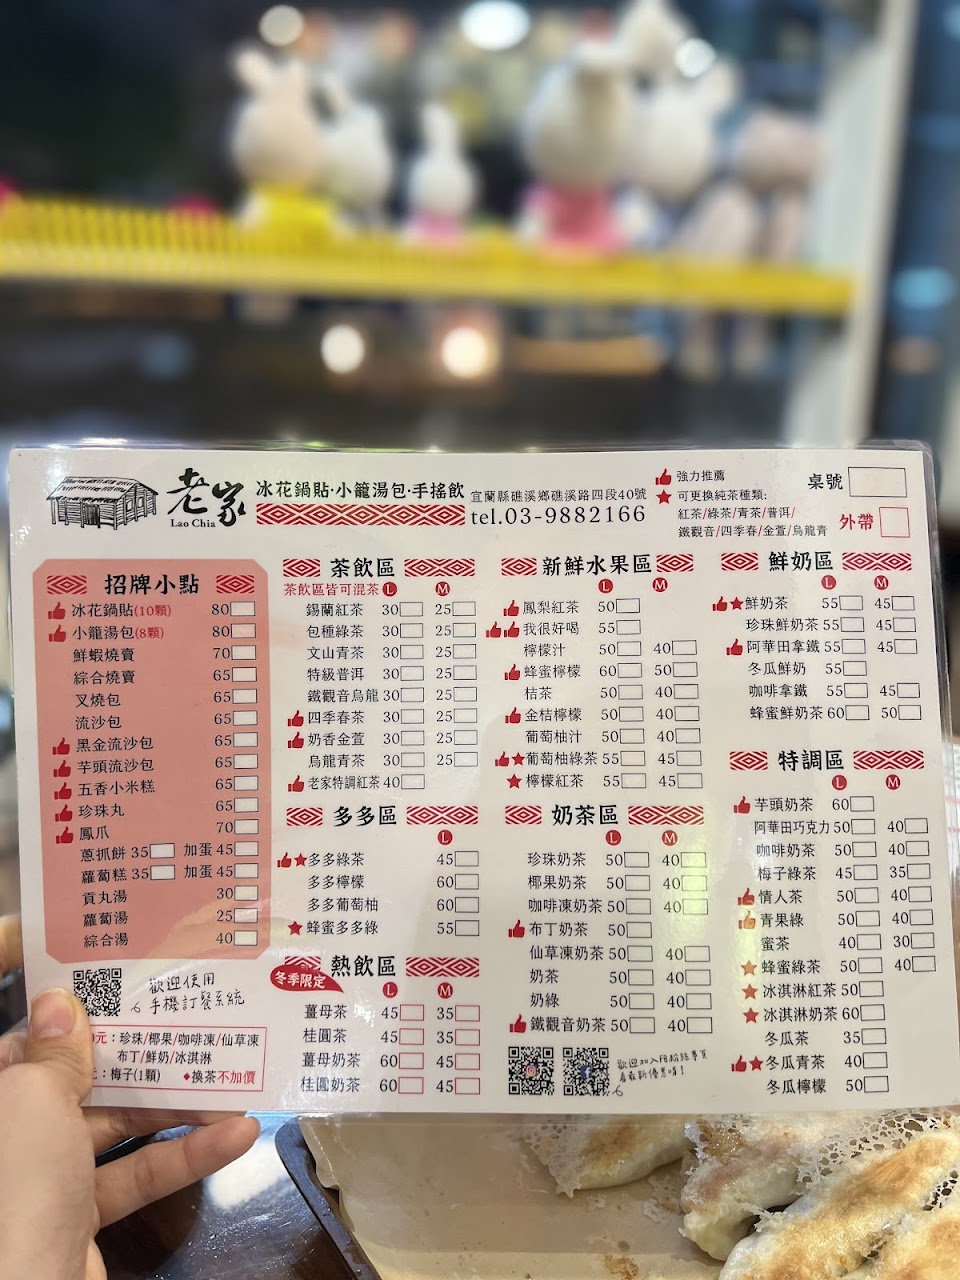 老家
Lao Chia
冰花鍋貼·小籠湯包·手搖飲
宜蘭縣礁溪鄉礁溪路四段40號
tel.03-9882166
強力推薦
可更換純茶種類:
紅茶/綠茶/青茶/普洱/
鐵觀音/四季春/金萱/烏龍青
桌號
外帶
招牌小點
冰花鍋貼(10顆) 80
小籠湯包(8顆) 80
鮮蝦燒賣 70
綜合燒賣 65
叉燒包 65
流沙包 65
黑金流沙包 65
芋頭流沙包 65
五香小米糕 65
珍珠丸 65
鳳爪 70
蔥抓餅 35 加蛋 45
蘿蔔糕 35 加蛋 45
貢丸湯 30
蘿蔔湯 25
綜合湯 40
歡迎使用
手機訂餐系統
元：珍珠/椰果/咖啡凍/仙草凍
布丁/鮮奶/冰淇淋
：梅子(1顆) ◆換茶不加價
茶飲區
茶飲區皆可混茶 L M
錫蘭紅茶 30 25
包種綠茶 30 25
文山青茶 30 25
特級普洱 30 25
鐵觀音烏龍 30 25
四季春茶 30 25
奶香金萱 30 25
烏龍青茶 30 25
老家特調紅茶 40
多多區
L
多多綠茶 45
多多檸檬 60
多多葡萄柚 60
蜂蜜多多綠 55
冬季限定
熱飲區
L M
薑母茶 45 35
桂圓茶 45 35
薑母奶茶 60 45
桂圓奶茶 60 45
新鮮水果區
L M
鳳梨紅茶 50
我很好喝 55
檸檬汁 50 40
蜂蜜檸檬 60 50
桔茶 50 40
金桔檸檬 50 40
葡萄柚汁 50 40
葡萄柚綠茶 55 45
檸檬紅茶 55 45
奶茶區
L M
珍珠奶茶 50 40
椰果奶茶 50 40
咖啡凍奶茶 50 40
布丁奶茶 50
仙草凍奶茶 50 40
奶茶 50 40
奶綠 50 40
鐵觀音奶茶 50 40
歡迎加入FB粉絲專頁
看最新優惠唷！
鮮奶區
L M
鮮奶茶 55 45
珍珠鮮奶茶 55 45
阿華田拿鐵 55 45
冬瓜鮮奶 55
咖啡拿鐵 55 45
蜂蜜鮮奶茶 60 50
特調區
L M
芋頭奶茶 60
阿華田巧克力 50 40
咖啡奶茶 50 40
梅子綠茶 45 35
情人茶 50 40
青果綠 50 40
蜜茶 40 30
蜂蜜綠茶 50 40
冰淇淋紅茶 50
冰淇淋奶茶 60
冬瓜茶 35
冬瓜青茶 40
冬瓜檸檬 50